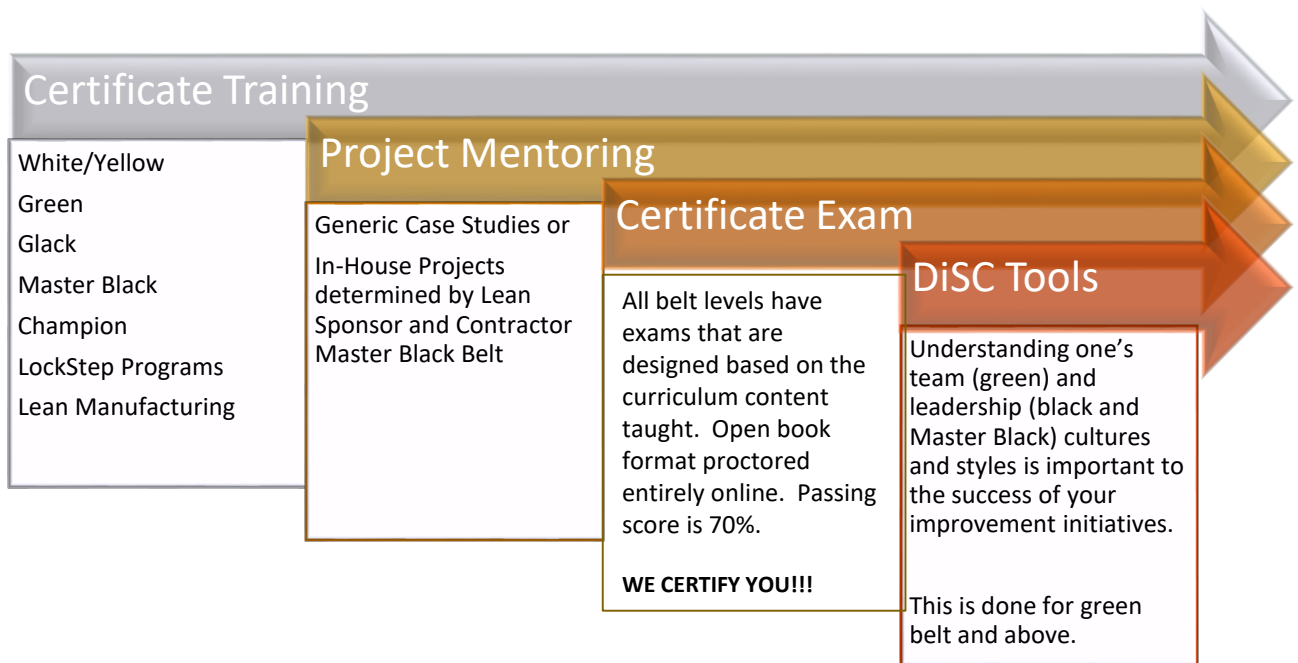 Certificate Training
White/Yellow
Green
Glack
Master Black
Champion
LockStep Programs
Lean Manufacturing
Project Mentoring
Generic Case Studies or
In-House Projects
determined by Lean
Sponsor and Contractor
Master Black Belt
Certificate Exam
All belt levels have
exams that are
designed based on the
curriculum content
taught.  Open book
format proctored
entirely online.  Passing
score is 70%.
WE CERTIFY YOU!!!
DiSC Tools
Understanding one’s
team (green) and
leadership (black and
Master Black) cultures
and styles is important to
the success of your
improvement initiatives.
This is done for green
belt and above.